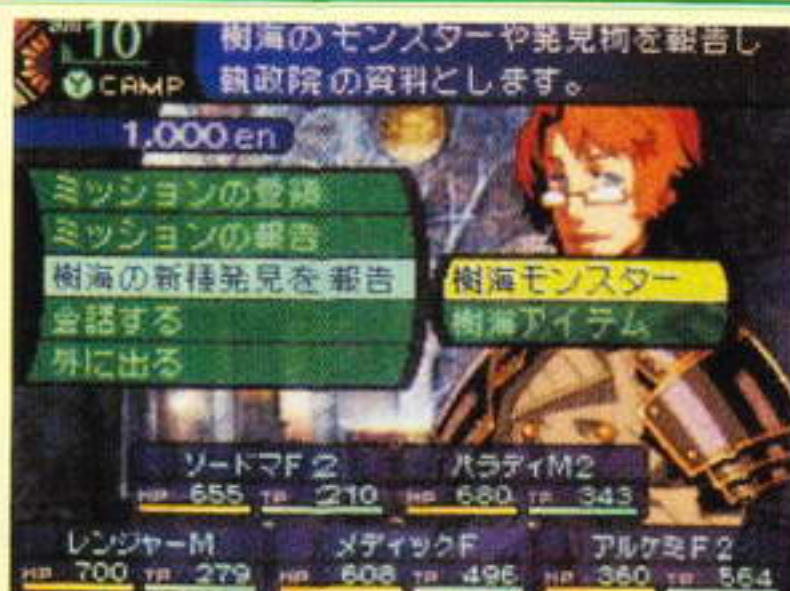 10
樹海のモンスターや発見物を報告し
Ⓨ CAMP
執政院の資料とします。
1,000en
ミッションの登録
ミッションの報告
樹海の新種発見を報告
樹海モンスター
会話する
樹海アイテム
外に出る
ソードマF2
HP 655 TP 210
パラディM2
HP 680 TP 343
レンジャーM
HP 700 TP 279
メディックF
HP 608 TP 496
アルケミF2
HP 360 TP 564